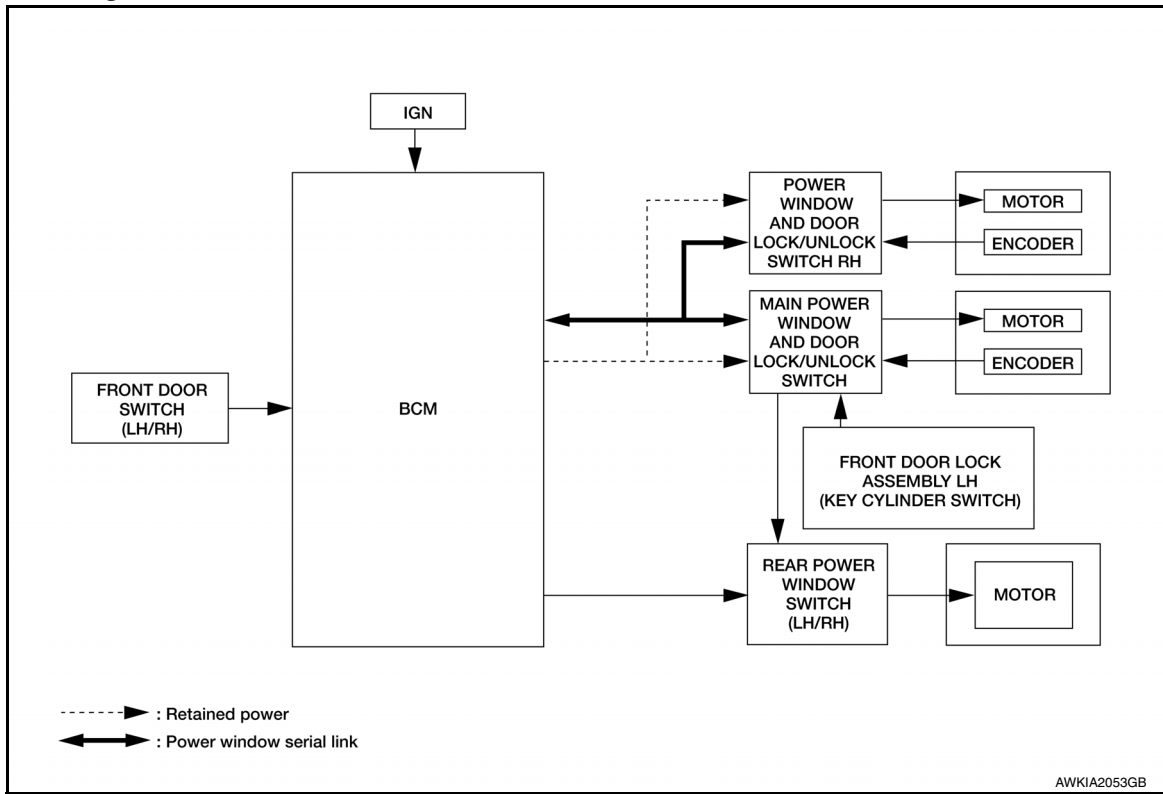 IGN
POWER
WINDOW
AND DOOR
LOCK/UNLOCK
SWITCH RH
MOTOR
ENCODER
MAIN POWER
WINDOW
AND DOOR
LOCK/UNLOCK
SWITCH
MOTOR
ENCODER
FRONT DOOR
SWITCH
(LH/RH)
BCM
FRONT DOOR LOCK
ASSEMBLY LH
(KEY CYLINDER SWITCH)
REAR POWER
WINDOW
SWITCH
(LH/RH)
MOTOR
: Retained power
: Power window serial link
AWKIA2053GB